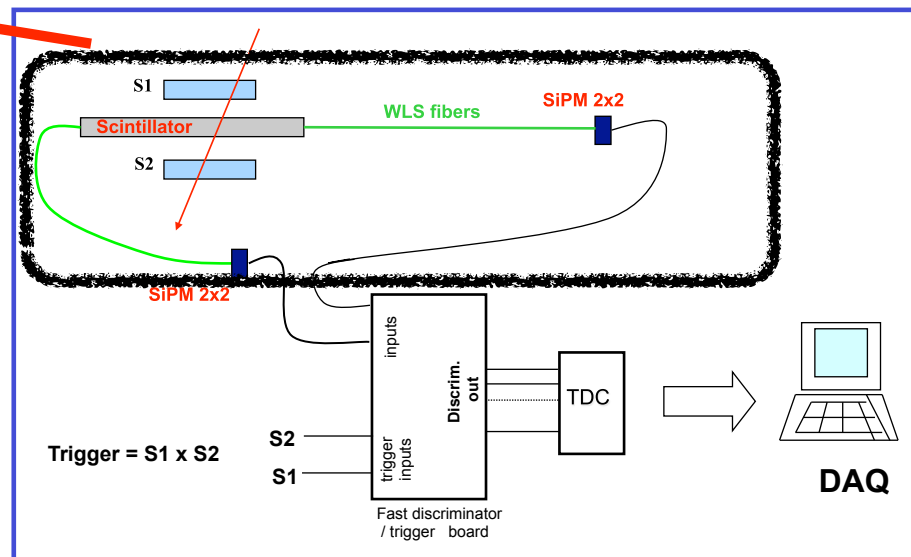 S1
Scintillator
S2
WLS fibers
SiPM 2x2
SiPM 2x2
inputs
Discrim.
out
TDC
trigger
inputs
S2
S1
Trigger = S1 x S2
Fast discriminator
/ trigger board
DAQ